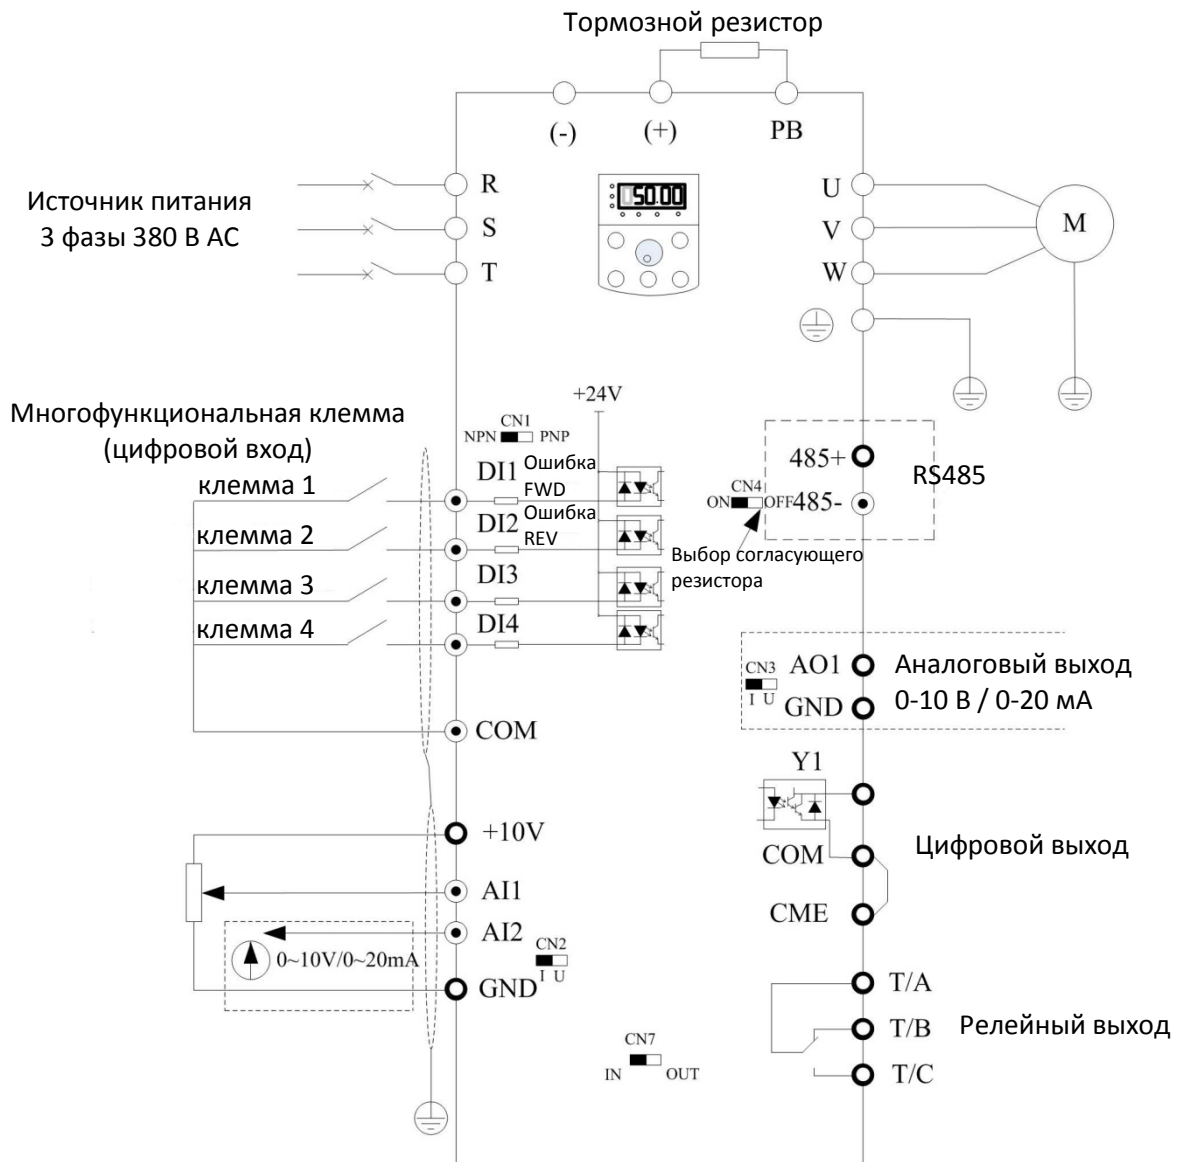 Тормозной резистор
(-)
(+)
PB
Источник питания
3 фазы 380 В AC
R
S
T
50.00
U
V
W
M
+24V
Многофункциональная клемма
(цифровой вход)
CN1
NPN
PNP
клемма 1
DI1
Ошибка
FWD
клемма 2
DI2
Ошибка
REV
клемма 3
DI3
клемма 4
DI4
COM
485+
RS485
CN4
ON
OFF
485-
Выбор согласующего
резистора
CN3
I U
AO1
GND
Аналоговый выход
0-10 В / 0-20 мА
Y1
COM
CME
Цифровой выход
+10V
AI1
AI2
0~10V/0~20mA
CN2
I U
GND
T/A
T/B
T/C
Релейный выход
CN7
IN
OUT